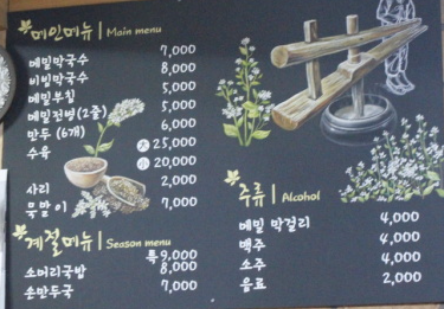 메인메뉴 | Main menu
메밀막국수 7,000
비빔막국수 8,000
메밀부침 5,000
메밀전병(2줄) 5,000
만두 (6개) 6,000
수육 大 25,000
小 20,000
사리 2,000
묵말이 7,000
계절메뉴 | Season menu
특 9,000
소머리국밥 8,000
손만두국 7,000
주류 | Alcohol
메밀 막걸리 4,000
맥주 4,000
소주 4,000
음료 2,000